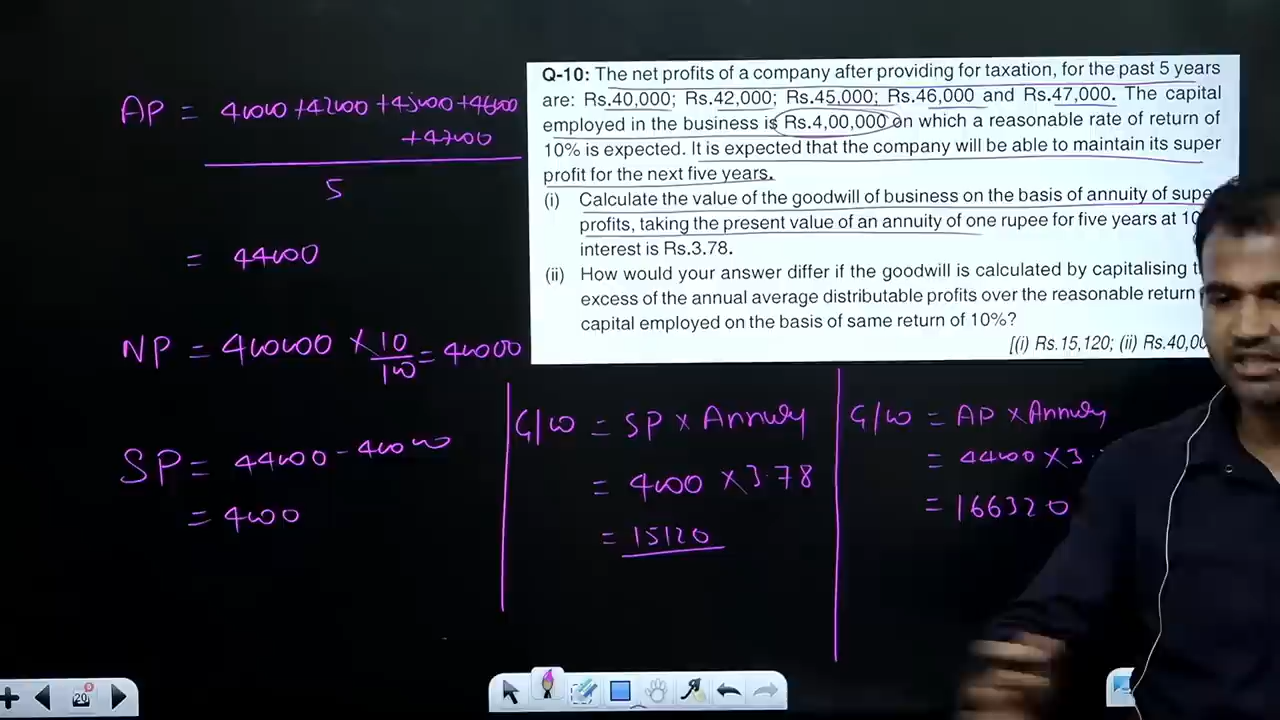 AP = 40000 +42000 +45000 +46000
+47000
5
= 44000
NP = 400000 × 10/100 = 40000
SP = 44000 - 40000
= 4000
Q-10: The net profits of a company after providing for taxation, for the past 5 years
are: Rs.40,000; Rs.42,000; Rs.45,000; Rs.46,000 and Rs.47,000. The capital
employed in the business is Rs.4,00,000 on which a reasonable rate of return of
10% is expected. It is expected that the company will be able to maintain its super
profit for the next five years.
(i) Calculate the value of the goodwill of business on the basis of annuity of supe
profits, taking the present value of an annuity of one rupee for five years at 10
interest is Rs.3.78.
(ii) How would your answer differ if the goodwill is calculated by capitalising t
excess of the annual average distributable profits over the reasonable return
capital employed on the basis of same return of 10%?
[(i) Rs.15,120; (ii) Rs.40,00
G/w = SP × Annuity
= 4000 × 3.78
= 15120
G/w = AP × Annuity
= 44000 × 3.
= 166320
20